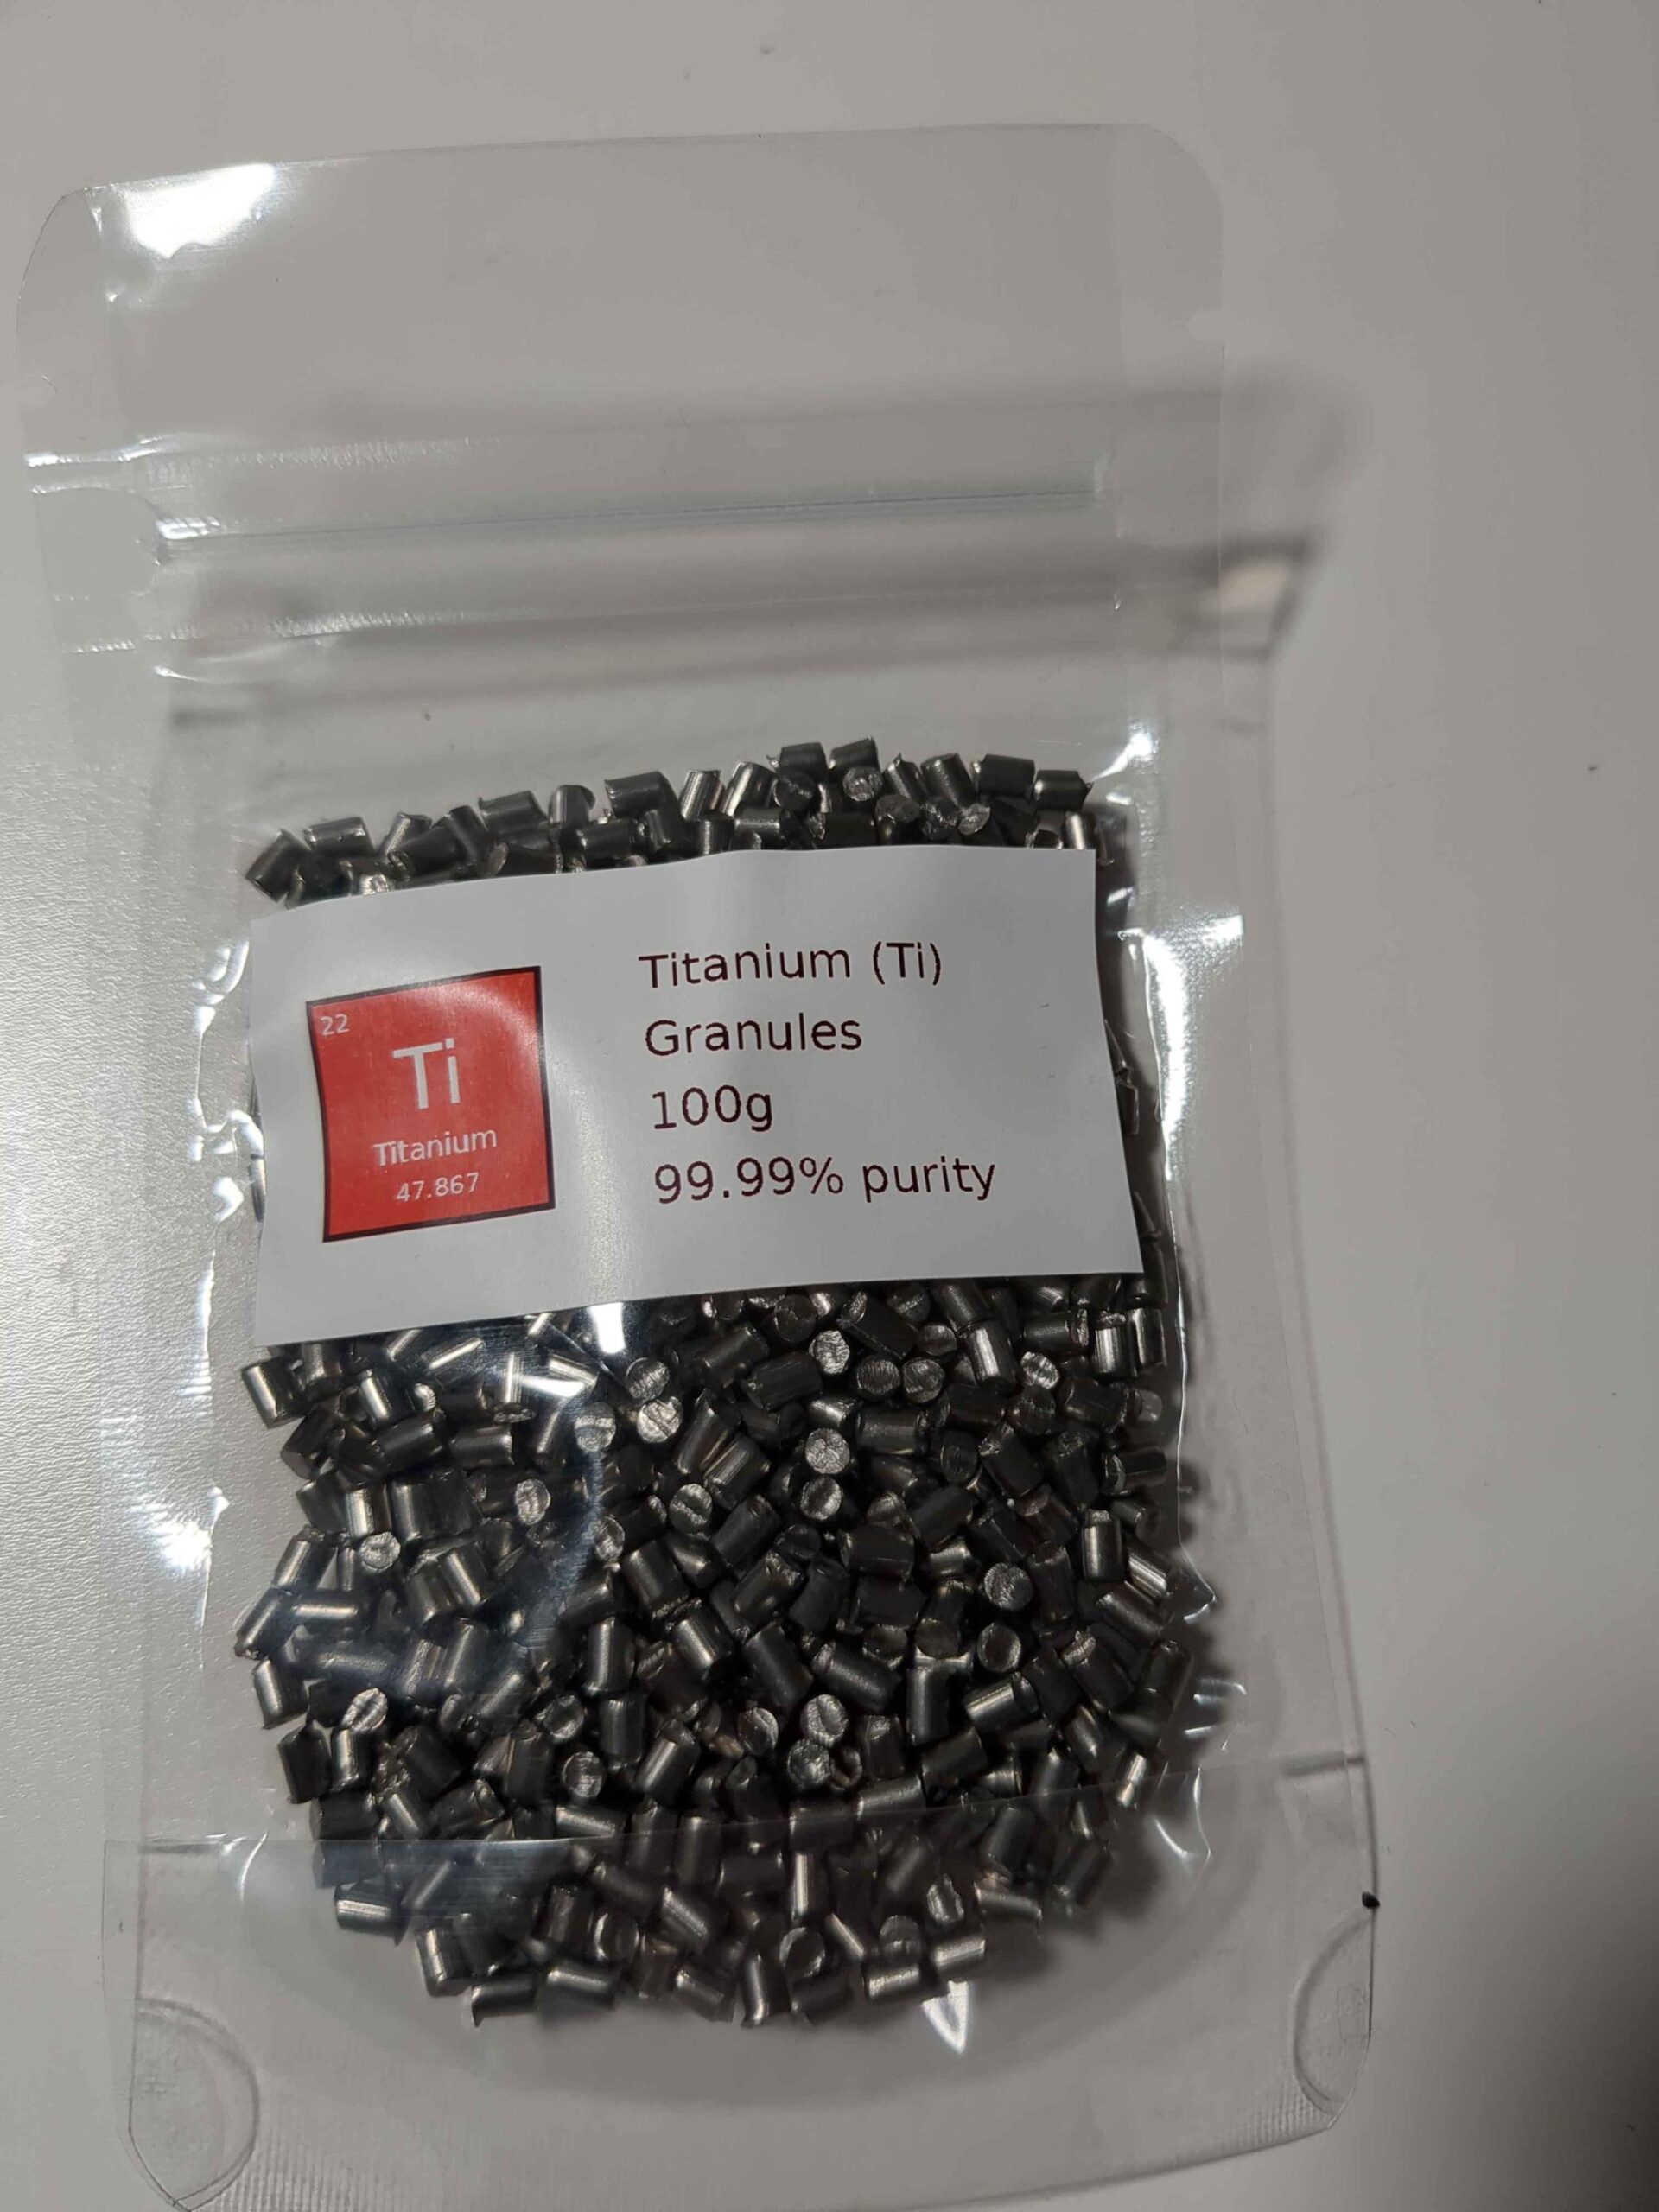 22
Ti
Titanium
47.867
Titanium (Ti)
Granules
100g
99.99% purity